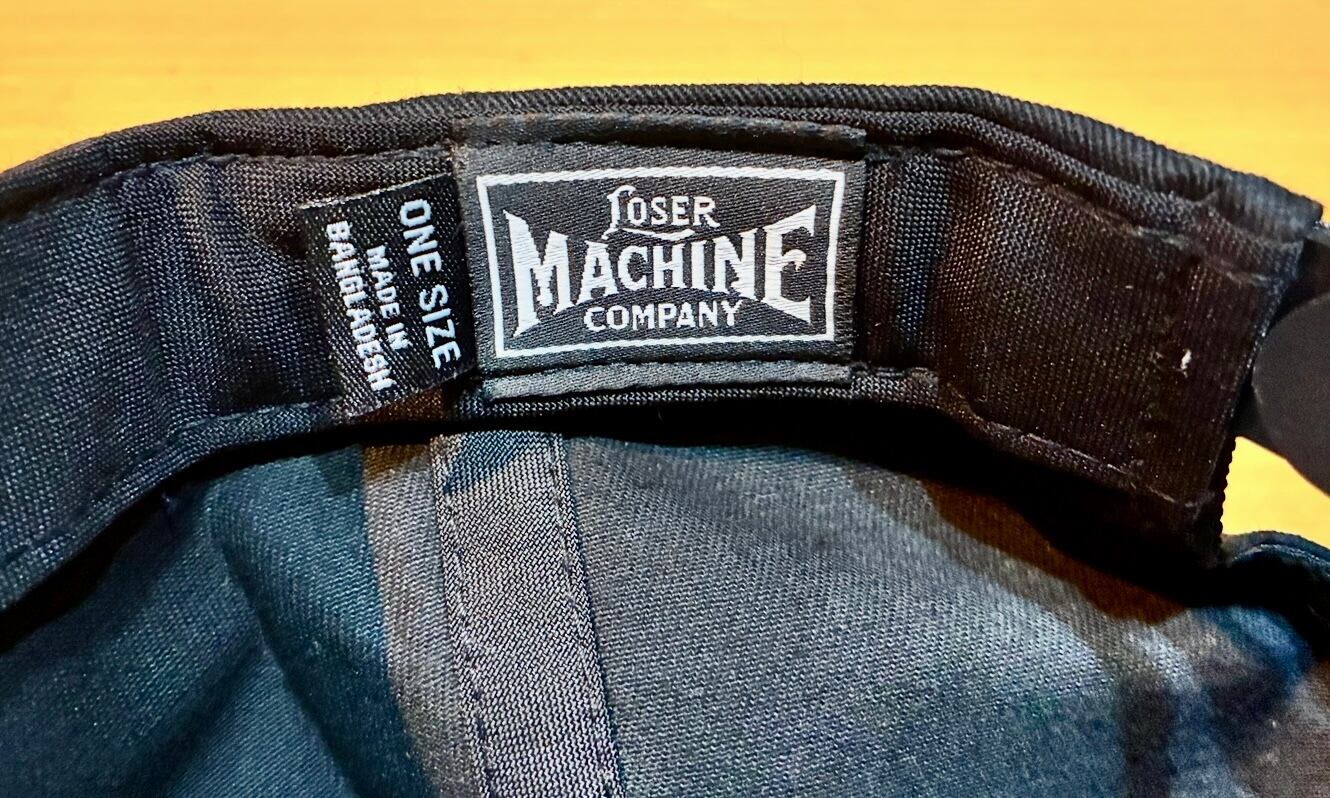 ONE SIZE
MADE IN
BANGLADESH
LOSER
MACHINE
COMPANY